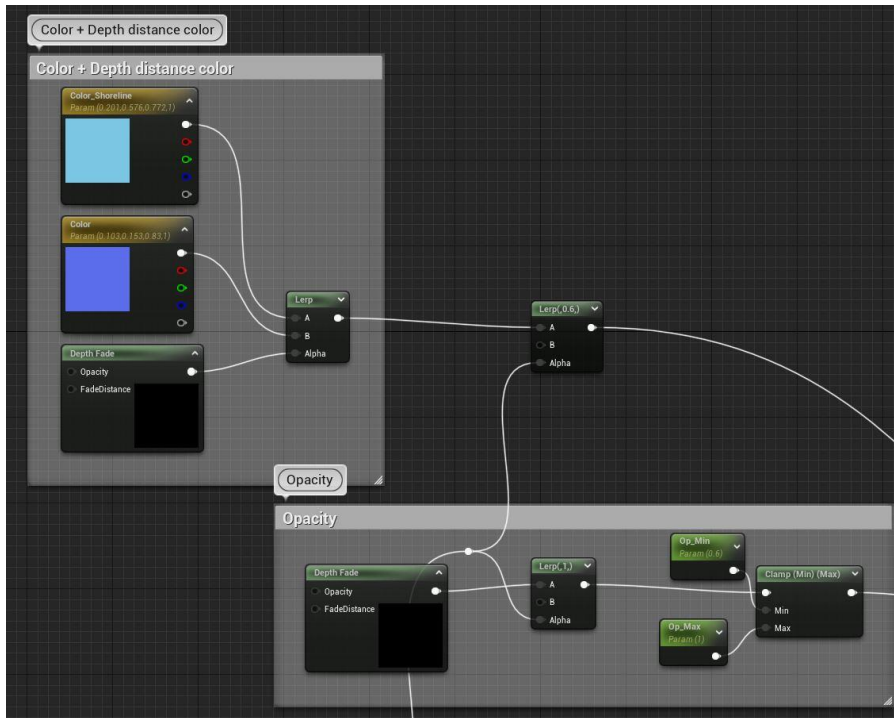 Color + Depth distance color
Color + Depth distance color
Color_Shoreline
Param (0.201,0.576,0.772,1)
Color
Param (0.103,0.153,0.83,1)
Lerp
A
B
Alpha
Depth Fade
Opacity
FadeDistance
Lerp(,0.6,)
A
B
Alpha
Opacity
Opacity
Depth Fade
Opacity
FadeDistance
Lerp(,1,)
A
B
Alpha
Op_Min
Param (0.6)
Op_Max
Param (1)
Clamp (Min) (Max)
Min
Max